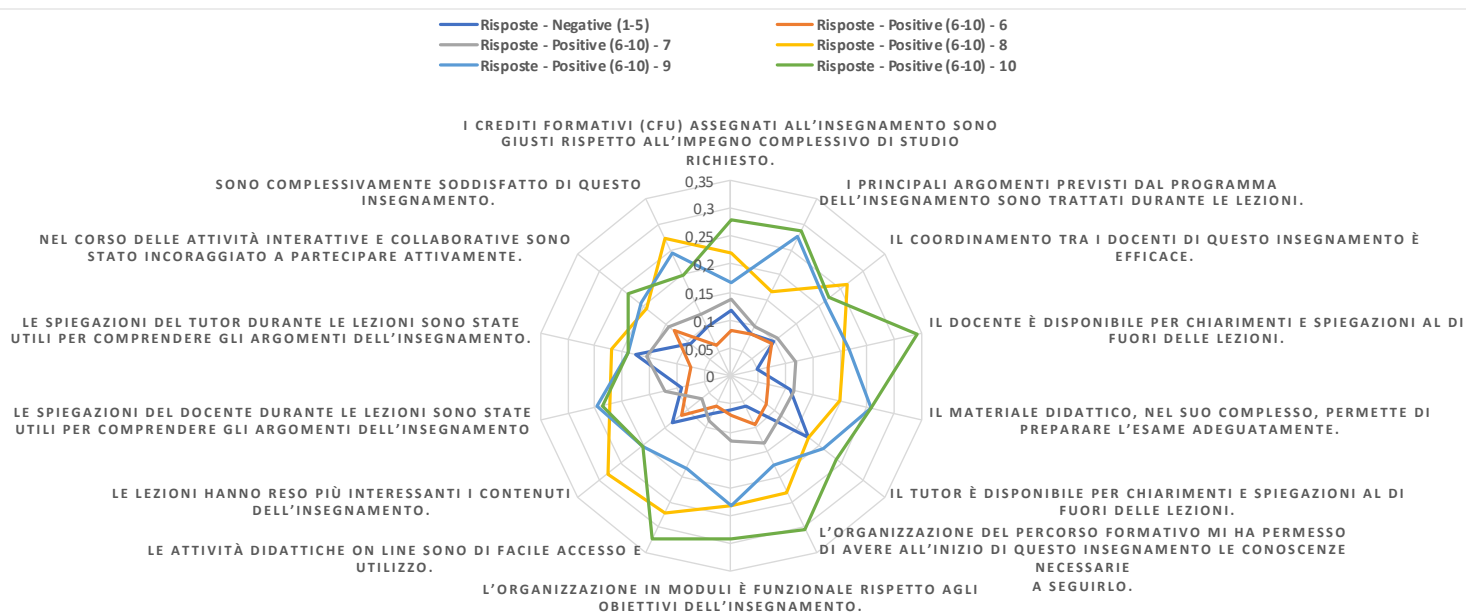 Risposte - Negative (1-5)
Risposte - Positive (6-10) - 6
Risposte - Positive (6-10) - 7
Risposte - Positive (6-10) - 8
Risposte - Positive (6-10) - 9
Risposte - Positive (6-10) - 10
I CREDITI FORMATIVI (CFU) ASSEGNATI ALL'INSEGNAMENTO SONO
GIUSTI RISPETTO ALL'IMPEGNO COMPLESSIVO DI STUDIO
RICHIESTO.
I PRINCIPALI ARGOMENTI PREVISTI DAL PROGRAMMA
DELL'INSEGNAMENTO SONO TRATTATI DURANTE LE LEZIONI.
IL COORDINAMENTO TRA I DOCENTI DI QUESTO INSEGNAMENTO È
EFFICACE.
IL DOCENTE È DISPONIBILE PER CHIARIMENTI E SPIEGAZIONI AL DI
FUORI DELLE LEZIONI.
IL MATERIALE DIDATTICO, NEL SUO COMPLESSO, PERMETTE DI
PREPARARE L'ESAME ADEGUATAMENTE.
IL TUTOR È DISPONIBILE PER CHIARIMENTI E SPIEGAZIONI AL DI
FUORI DELLE LEZIONI.
L'ORGANIZZAZIONE DEL PERCORSO FORMATIVO MI HA PERMESSO
DI AVERE ALL'INIZIO DI QUESTO INSEGNAMENTO LE CONOSCENZE
NECESSARIE
A SEGUIRLO.
L'ORGANIZZAZIONE IN MODULI È FUNZIONALE RISPETTO AGLI
OBIETTIVI DELL'INSEGNAMENTO.
LE ATTIVITÀ DIDATTICHE ON LINE SONO DI FACILE ACCESSO E
UTILIZZO.
LE LEZIONI HANNO RESO PIÙ INTERESSANTI I CONTENUTI
DELL'INSEGNAMENTO.
LE SPIEGAZIONI DEL DOCENTE DURANTE LE LEZIONI SONO STATE
UTILI PER COMPRENDERE GLI ARGOMENTI DELL'INSEGNAMENTO
LE SPIEGAZIONI DEL TUTOR DURANTE LE LEZIONI SONO STATE
UTILI PER COMPRENDERE GLI ARGOMENTI DELL'INSEGNAMENTO.
NEL CORSO DELLE ATTIVITÀ INTERATTIVE E COLLABORATIVE SONO
STATO INCORAGGIATO A PARTECIPARE ATTIVAMENTE.
SONO COMPLESSIVAMENTE SODDISFATTO DI QUESTO
INSEGNAMENTO.
0,35
0,3
0,25
0,2
0,15
0,1
0,05
0